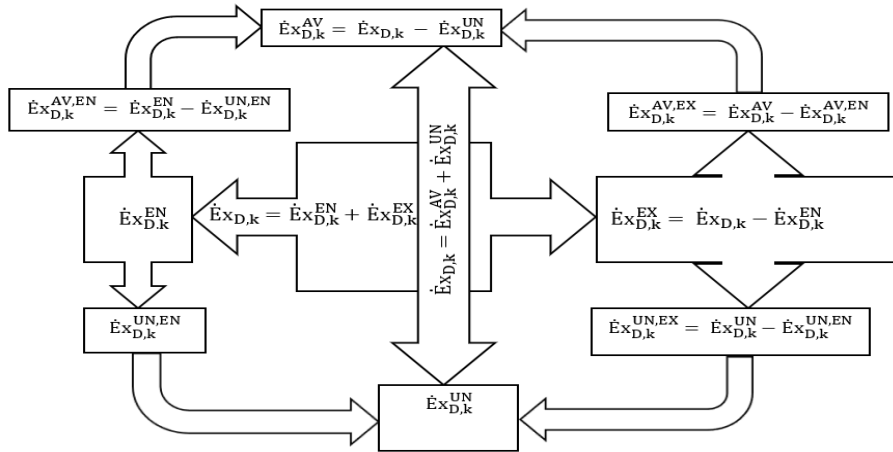 Ėx_{D,k}^{AV} = Ėx_{D,k} − Ėx_{D,k}^{UN}
Ėx_{D,k}^{AV,EN} = Ėx_{D,k}^{EN} − Ėx_{D,k}^{UN,EN}
Ėx_{D,k}^{AV,EX} = Ėx_{D,k}^{AV} − Ėx_{D,k}^{AV,EN}
Ėx_{D.k}^{EN}
Ėx_{D,k} = Ėx_{D,k}^{EN} + Ėx_{D,k}^{EX}
Ėx_{D,k} = Ėx_{D,k}^{AV} + Ėx_{D,k}^{UN}
Ėx_{D,k}^{EX} = Ėx_{D,k} − Ėx_{D,k}^{EN}
Ėx_{D,k}^{UN,EN}
Ėx_{D,k}^{UN,EX} = Ėx_{D,k}^{UN} − Ėx_{D,k}^{UN,EN}
Ėx_{D,k}^{UN}